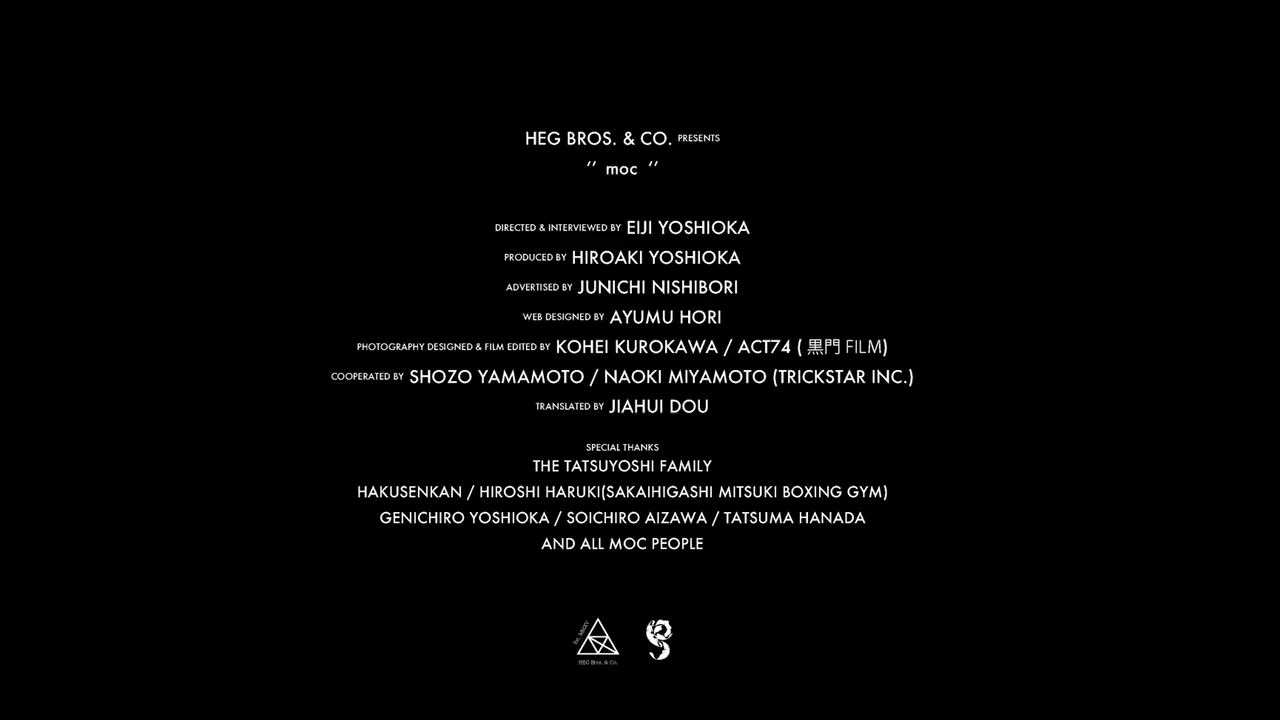 HEG BROS. & CO. PRESENTS
′′ moc ′′
DIRECTED & INTERVIEWED BY EIJI YOSHIOKA
PRODUCED BY HIROAKI YOSHIOKA
ADVERTISED BY JUNICHI NISHIBORI
WEB DESIGNED BY AYUMU HORI
PHOTOGRAPHY DESIGNED & FILM EDITED BY KOHEI KUROKAWA / ACT74 ( 黒門 FILM)
COOPERATED BY SHOZO YAMAMOTO / NAOKI MIYAMOTO (TRICKSTAR INC.)
TRANSLATED BY JIAHUI DOU
SPECIAL THANKS
THE TATSUYOSHI FAMILY
HAKUSENKAN / HIROSHI HARUKI(SAKAIHIGASHI MITSUKI BOXING GYM)
GENICHIRO YOSHIOKA / SOICHIRO AIZAWA / TATSUMA HANADA
AND ALL MOC PEOPLE
Est. MMXV
HEG Bros. & Co.